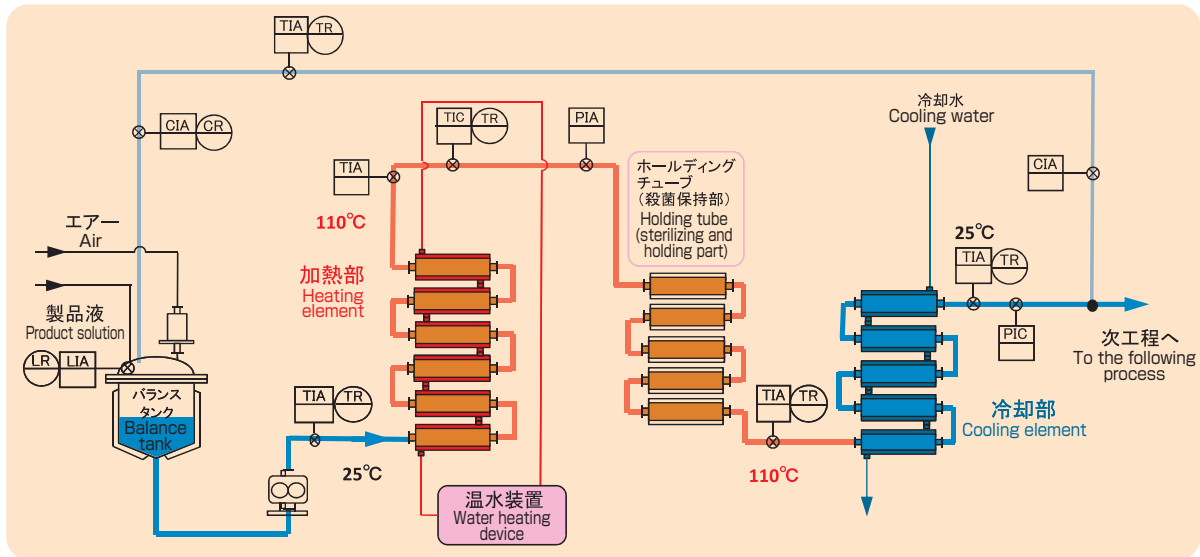 TIA TR
CIA CR
エアー
Air
製品液
Product solution
LR LIA
バランス
タンク
Balance
tank
TIA TR
25℃
TIA
110℃
TIC TR
PIA
加熱部
Heating
element
温水装置
Water heating
device
ホールディング
チューブ
(殺菌保持部)
Holding tube
(sterilizing and
holding part)
TIA TR
110℃
冷却水
Cooling water
CIA
25℃
TIA TR
PIC
次工程へ
To the following
process
冷却部
Cooling element